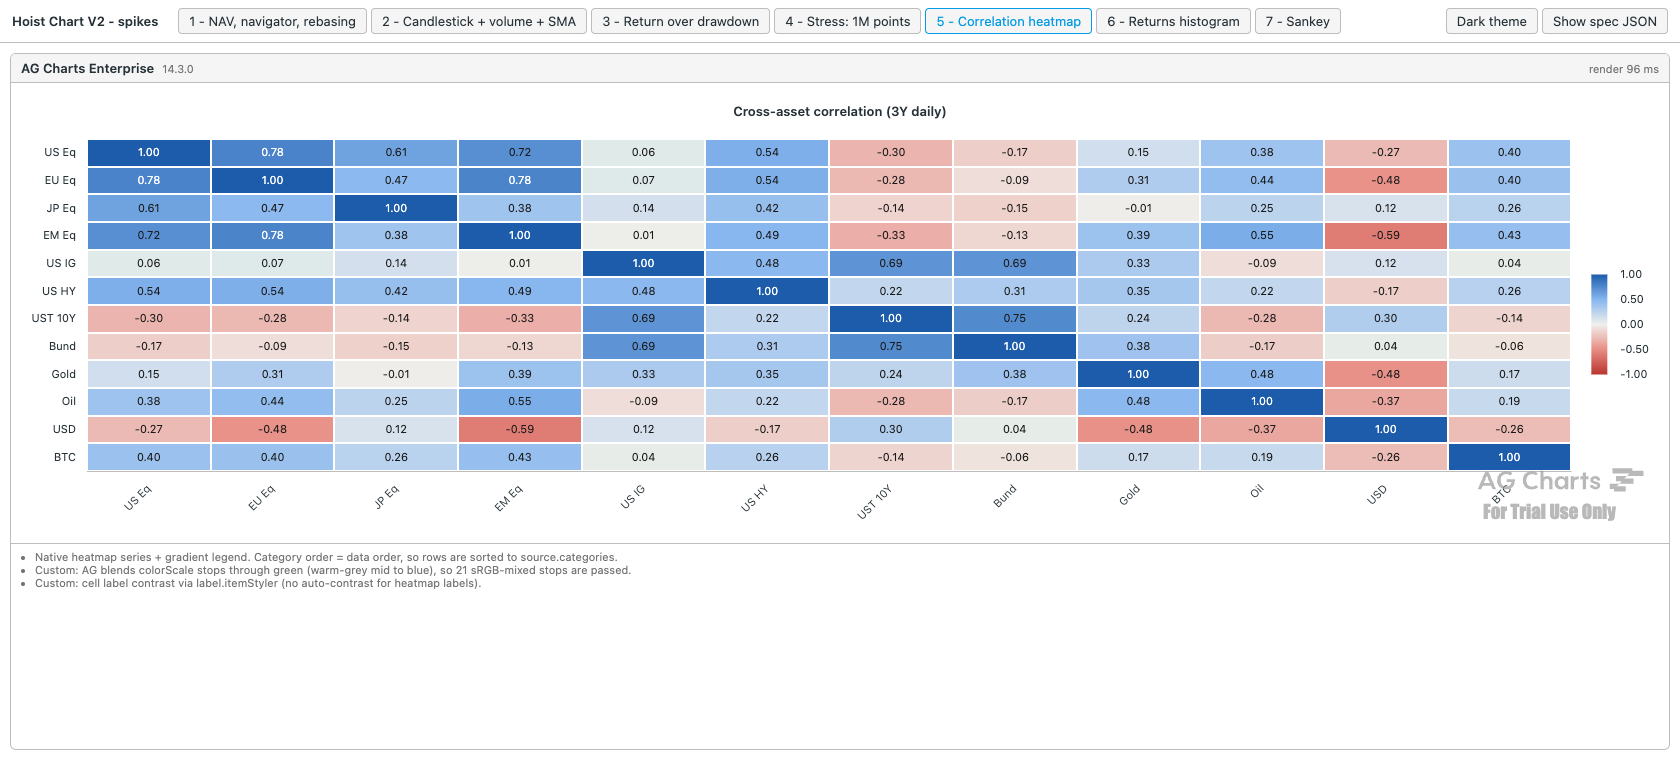 Hoist Chart V2 - spikes 1 - NAV, navigator, rebasing 2 - Candlestick + volume + SMA 3 - Return over drawdown 4 - Stress: 1M points 5 - Correlation heatmap 6 - Returns histogram 7 - Sankey Dark theme Show spec JSON
AG Charts Enterprise 14.3.0 render 96 ms
Cross-asset correlation (3Y daily)
US Eq 1.00 0.78 0.61 0.72 0.06 0.54 -0.30 -0.17 0.15 0.38 -0.27 0.40
EU Eq 0.78 1.00 0.47 0.78 0.07 0.54 -0.28 -0.09 0.31 0.44 -0.48 0.40
JP Eq 0.61 0.47 1.00 0.38 0.14 0.42 -0.14 -0.15 -0.01 0.25 0.12 0.26
EM Eq 0.72 0.78 0.38 1.00 0.01 0.49 -0.33 -0.13 0.39 0.55 -0.59 0.43
US IG 0.06 0.07 0.14 0.01 1.00 0.48 0.69 0.69 0.33 -0.09 0.12 0.04
US HY 0.54 0.54 0.42 0.49 0.48 1.00 0.22 0.31 0.35 0.22 -0.17 0.26
UST 10Y -0.30 -0.28 -0.14 -0.33 0.69 0.22 1.00 0.75 0.24 -0.28 0.30 -0.14
Bund -0.17 -0.09 -0.15 -0.13 0.69 0.31 0.75 1.00 0.38 -0.17 0.04 -0.06
Gold 0.15 0.31 -0.01 0.39 0.33 0.35 0.24 0.38 1.00 0.48 -0.48 0.17
Oil 0.38 0.44 0.25 0.55 -0.09 0.22 -0.28 -0.17 0.48 1.00 -0.37 0.19
USD -0.27 -0.48 0.12 -0.59 0.12 -0.17 0.30 0.04 -0.48 -0.37 1.00 -0.26
BTC 0.40 0.40 0.26 0.43 0.04 0.26 -0.14 -0.06 0.17 0.19 -0.26 1.00
US Eq EU Eq JP Eq EM Eq US IG US HY UST 10Y Bund Gold Oil USD BTC
1.00
0.50
0.00
-0.50
-1.00
AG Charts
For Trial Use Only
• Native heatmap series + gradient legend. Category order = data order, so rows are sorted to source.categories.
• Custom: AG blends colorScale stops through green (warm-grey mid to blue), so 21 sRGB-mixed stops are passed.
• Custom: cell label contrast via label.itemStyler (no auto-contrast for heatmap labels).